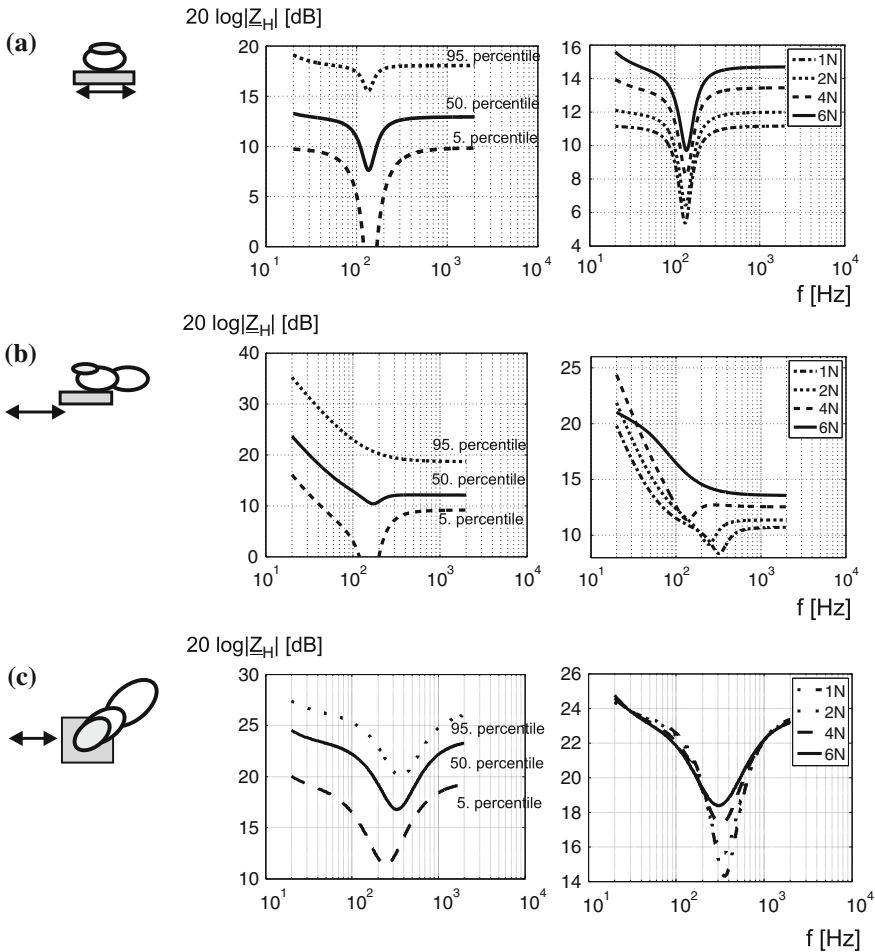 20 log|Z_H| [dB]
(a)
20
15
10
5
0
95. percentile
50. percentile
5. percentile
10^1 10^2 10^3 10^4
16
14
12
10
8
6
4
1N
2N
4N
6N
10^1 10^2 10^3 10^4
f [Hz]
20 log|Z_H| [dB]
(b)
40
30
20
10
0
95. percentile
50. percentile
5. percentile
10^1 10^2 10^3 10^4
25
20
15
10
1N
2N
4N
6N
10^1 10^2 10^3 10^4
f [Hz]
20 log|Z_H| [dB]
(c)
30
25
20
15
10
95. percentile
50. percentile
5. percentile
10^1 10^2 10^3 10^4
26
24
22
20
18
16
14
1N
2N
4N
6N
10^1 10^2 10^3 10^4
f [Hz]